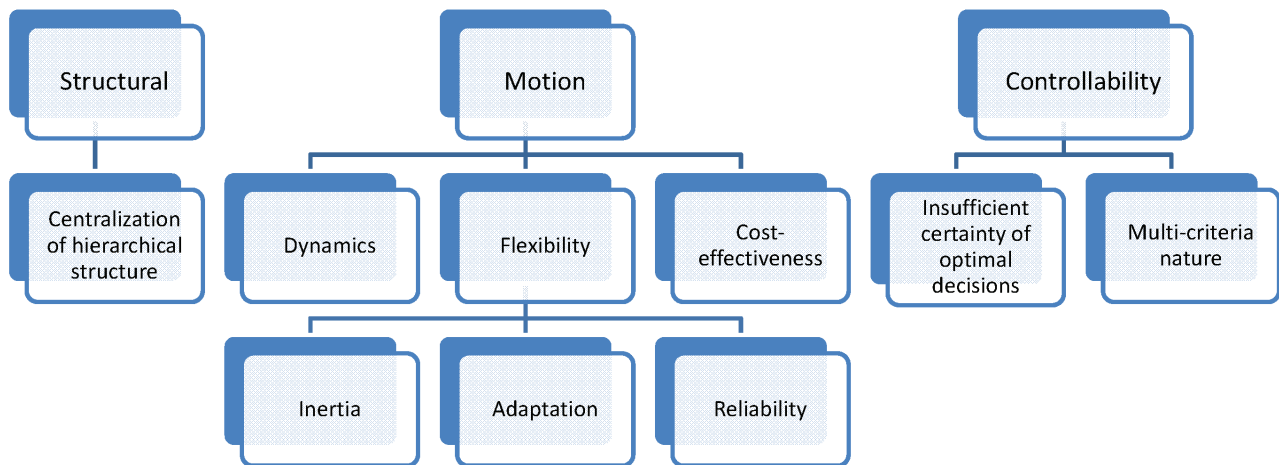 Structural
Motion
Controllability
Centralization
of hierarchical
structure
Dynamics
Flexibility
Cost-
effectiveness
Insufficient
certainty of
optimal
decisions
Multi-criteria
nature
Inertia
Adaptation
Reliability